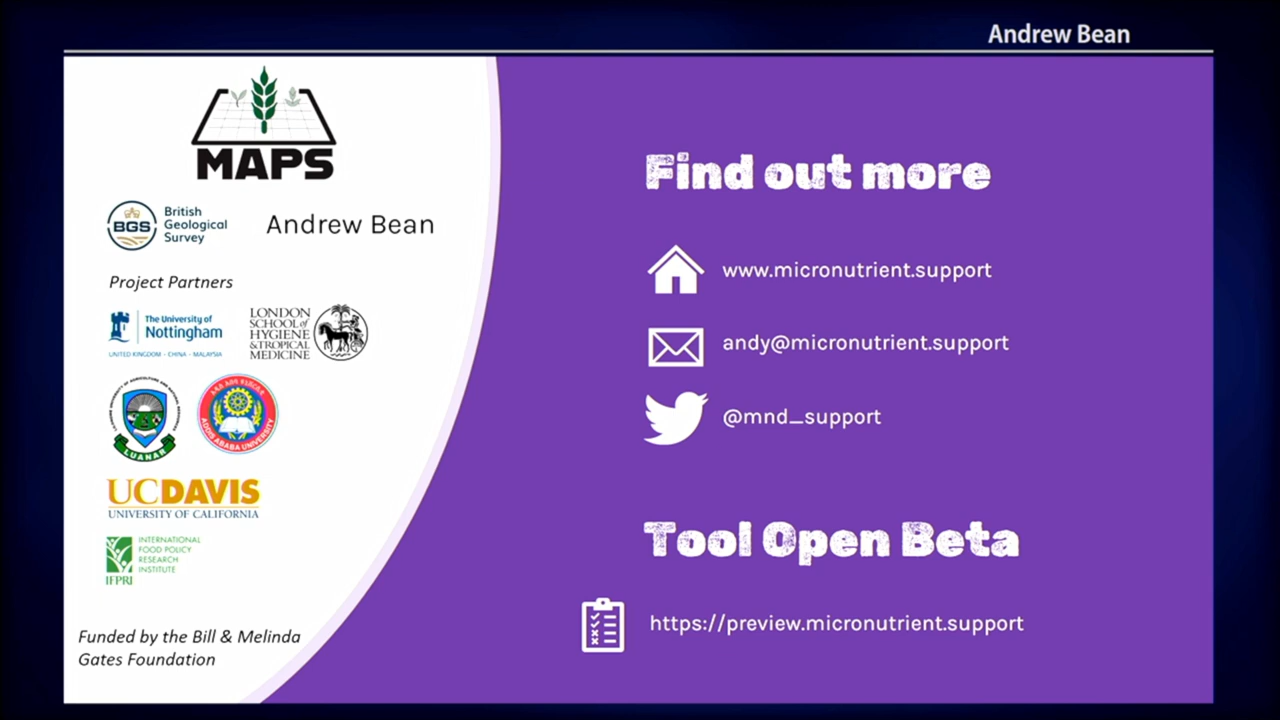 Andrew Bean
MAPS
BGS
British
Geological
Survey
Andrew Bean
Project Partners
The University of
Nottingham
UNITED KINGDOM · CHINA · MALAYSIA
LONDON
SCHOOL of
HYGIENE
& TROPICAL
MEDICINE
LUANAR
ADDIS ABABA UNIVERSITY
UCDAVIS
UNIVERSITY OF CALIFORNIA
IFPRI
INTERNATIONAL
FOOD POLICY
RESEARCH
INSTITUTE
Funded by the Bill & Melinda
Gates Foundation
Find out more
www.micronutrient.support
andy@micronutrient.support
@mnd_support
Tool Open Beta
https://preview.micronutrient.support